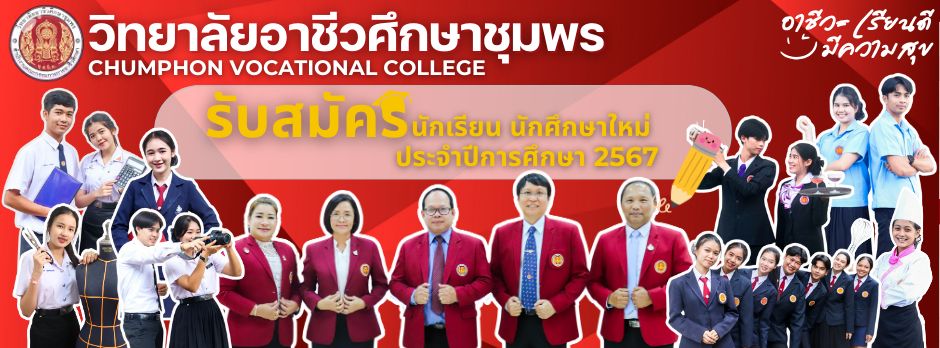 วิทยาลัยอาชีวศึกษาชุมพร
CHUMPHON VOCATIONAL COLLEGE
อาชีวะ เรียนดี
มีความสุข
รับสมัคร นักเรียน นักศึกษาใหม่
ประจำปีการศึกษา 2567